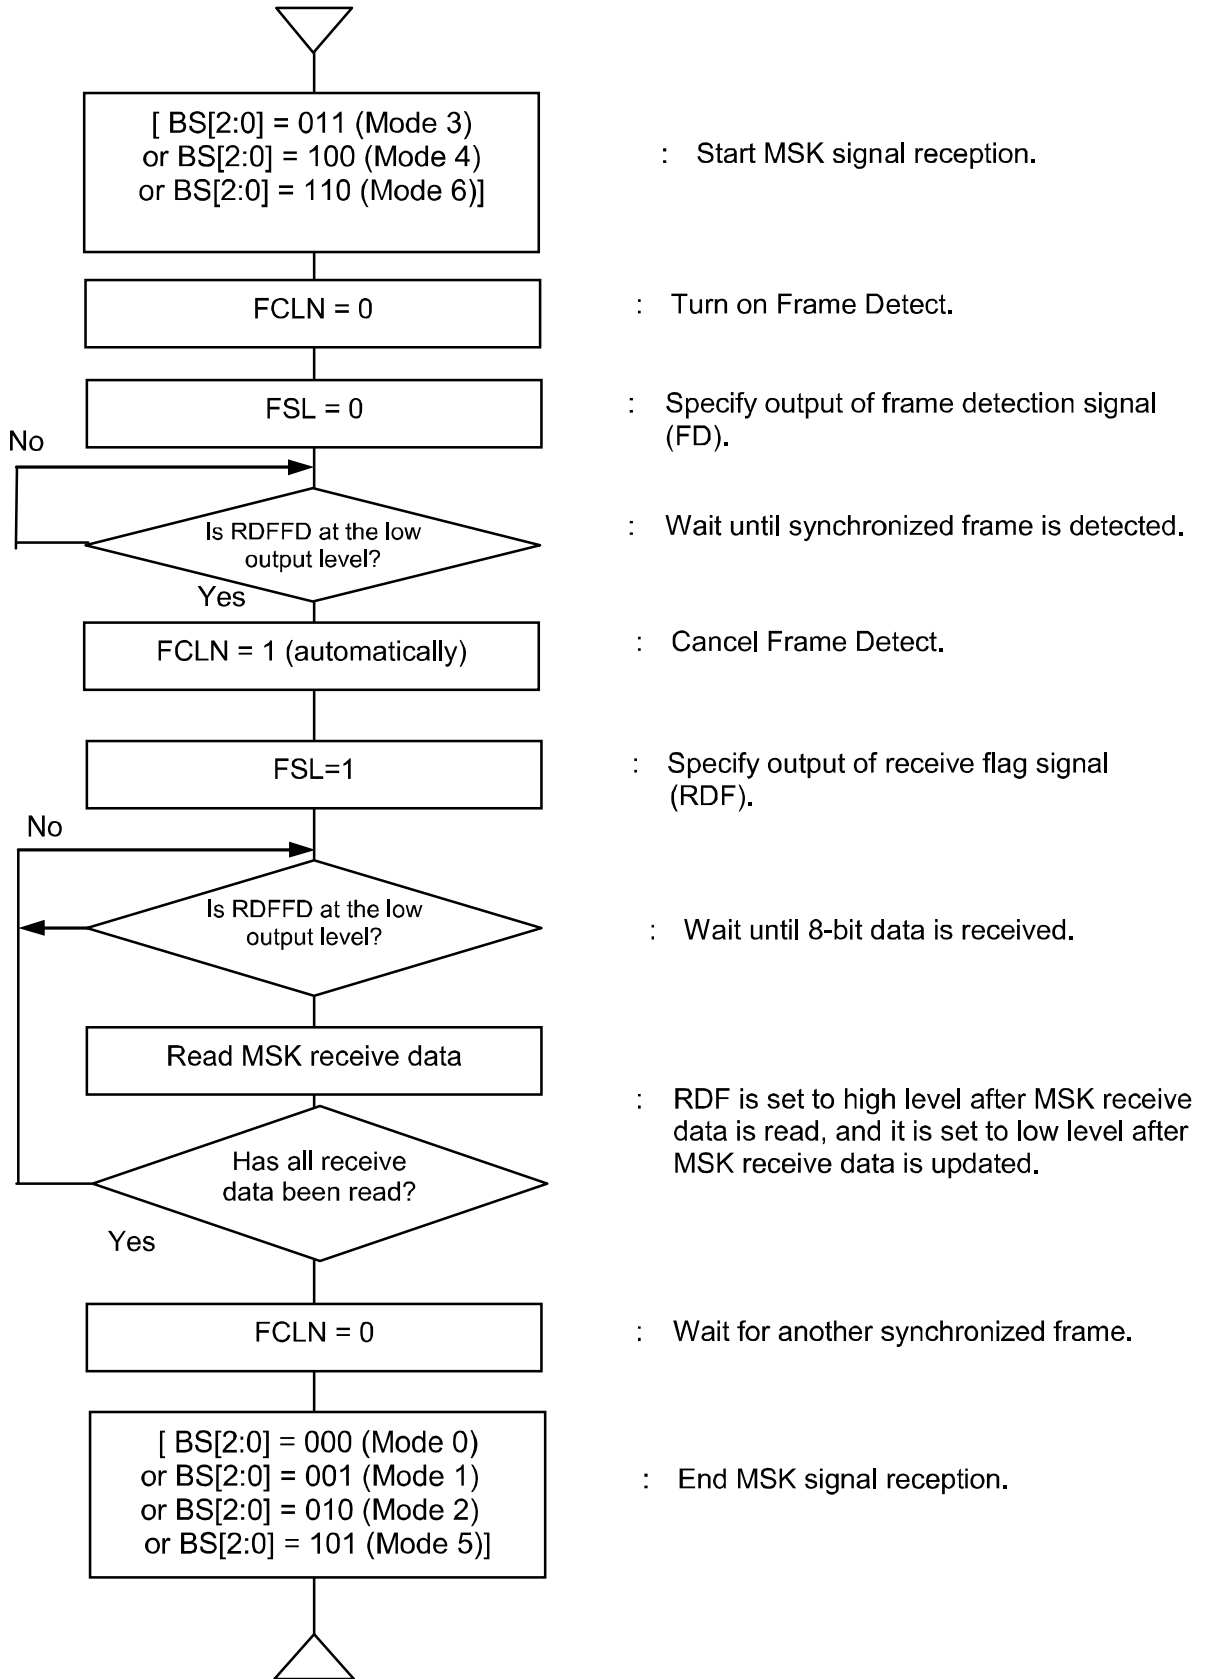 [ BS[2:0] = 011 (Mode 3)
or BS[2:0] = 100 (Mode 4)
or BS[2:0] = 110 (Mode 6)]
: Start MSK signal reception.
FCLN = 0
: Turn on Frame Detect.
FSL = 0
: Specify output of frame detection signal
(FD).
No
Is RDFFD at the low
output level?
: Wait until synchronized frame is detected.
Yes
FCLN = 1 (automatically)
: Cancel Frame Detect.
FSL=1
: Specify output of receive flag signal
(RDF).
No
Is RDFFD at the low
output level?
: Wait until 8-bit data is received.
Read MSK receive data
: RDF is set to high level after MSK receive
data is read, and it is set to low level after
MSK receive data is updated.
Has all receive
data been read?
Yes
FCLN = 0
: Wait for another synchronized frame.
[ BS[2:0] = 000 (Mode 0)
or BS[2:0] = 001 (Mode 1)
or BS[2:0] = 010 (Mode 2)
or BS[2:0] = 101 (Mode 5)]
: End MSK signal reception.